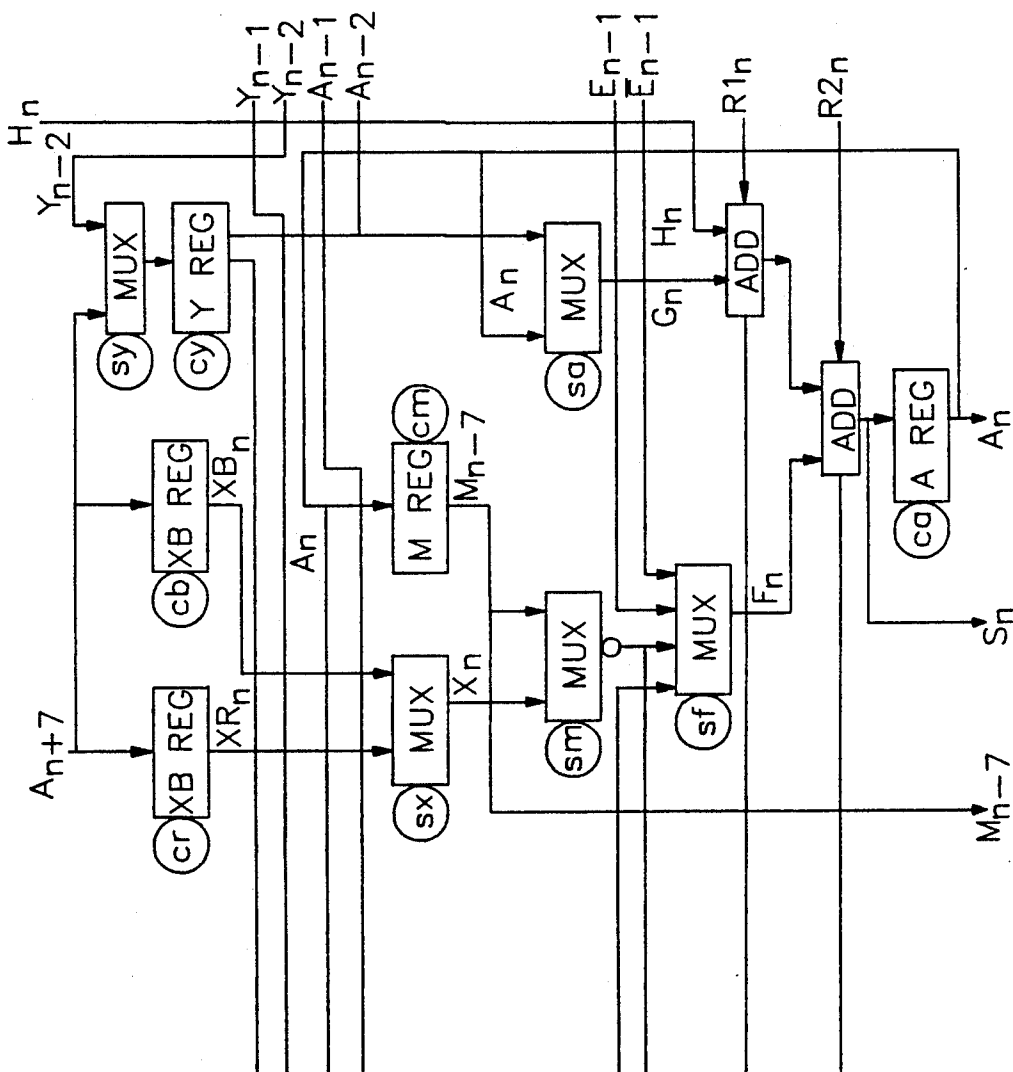 Hn
Yn-2
Yn-1
Yn-2
An-1
An-2
En-1
E̅n-1
R1n
R2n
An+7
MUX
sy
Y REG
cy
XB REG
cb
XBn
XB REG
cr
XRn
An
M REG
cm
Mn-7
MUX
sx
Xn
An
MUX
sa
Gn
Hn
MUX
sm
MUX
sf
Fn
ADD
ADD
A REG
ca
An
Sn
Mn-7